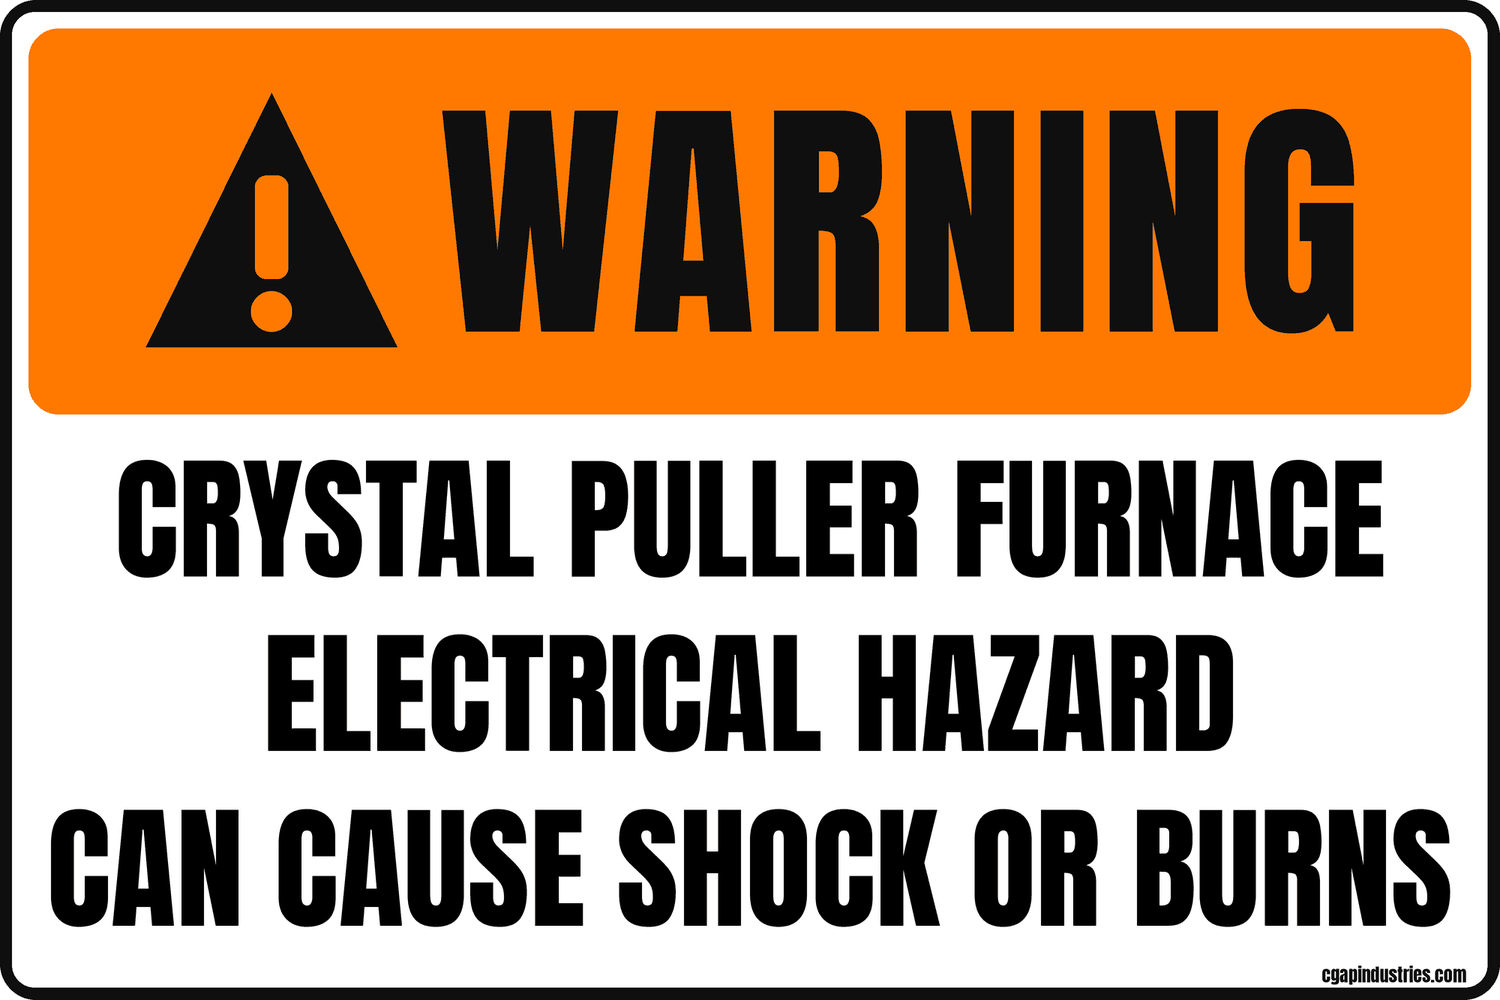 WARNING
CRYSTAL PULLER FURNACE
ELECTRICAL HAZARD
CAN CAUSE SHOCK OR BURNS
cgapindustries.com